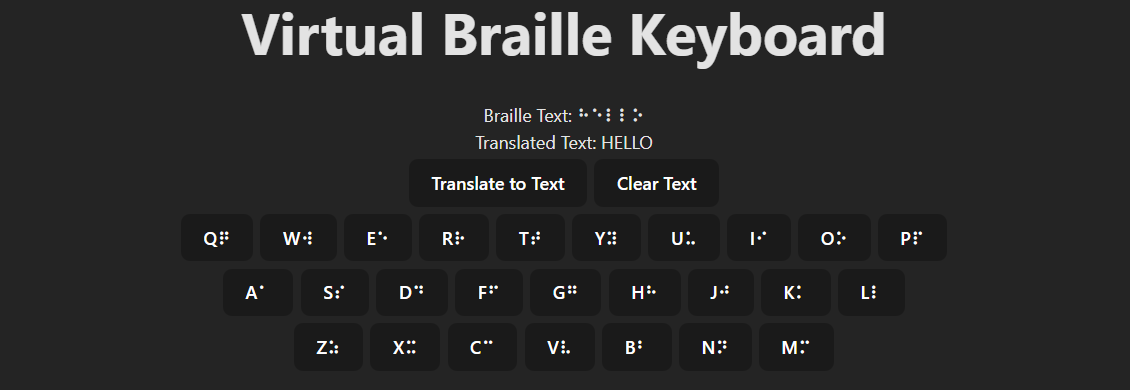 Virtual Braille Keyboard
Braille Text: ⠓⠑⠇⠇⠕
Translated Text: HELLO
Translate to Text Clear Text
Q⠟ W⠺ E⠑ R⠗ T⠞ Y⠽ U⠥ I⠊ O⠕ P⠏
A⠁ S⠎ D⠙ F⠋ G⠛ H⠓ J⠚ K⠅ L⠇
Z⠵ X⠭ C⠉ V⠧ B⠃ N⠝ M⠍